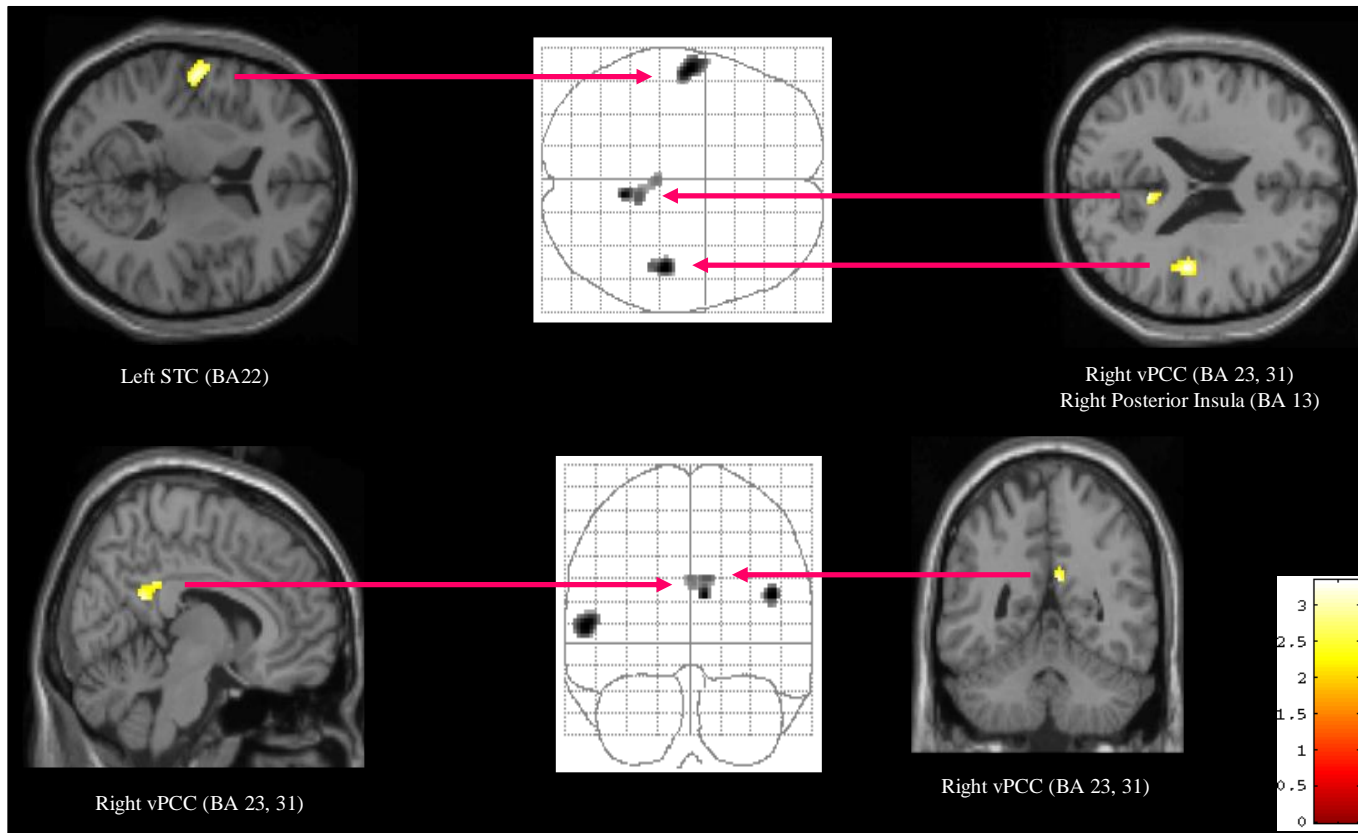 Left STC (BA22)
Right vPCC (BA 23, 31)
Right Posterior Insula (BA 13)
Right vPCC (BA 23, 31)
Right vPCC (BA 23, 31)
3
2.5
2
1.5
1
0.5
0